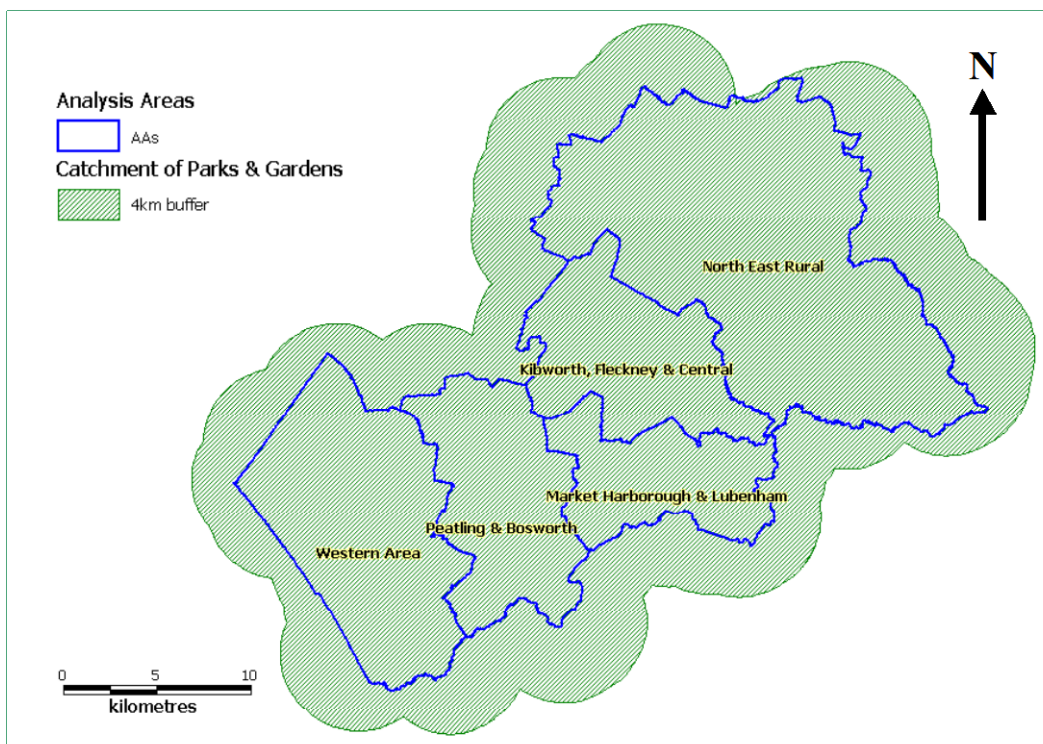 N
Analysis Areas
AAs
Catchment of Parks & Gardens
4km buffer
North East Rural
Kibworth, Fleckney & Central
Market Harborough & Lubenham
Peatling & Bosworth
Western Area
0 5 10
kilometres